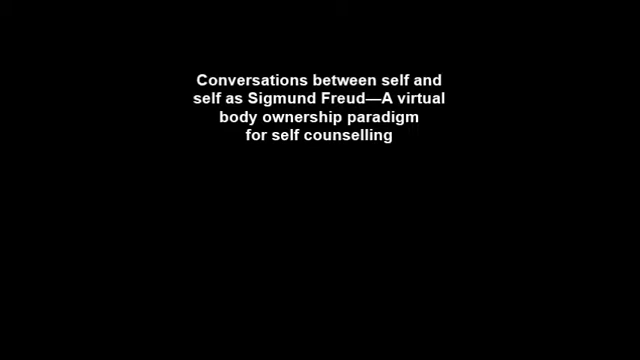 Conversations between self and
self as Sigmund Freud—A virtual
body ownership paradigm
for self counselling